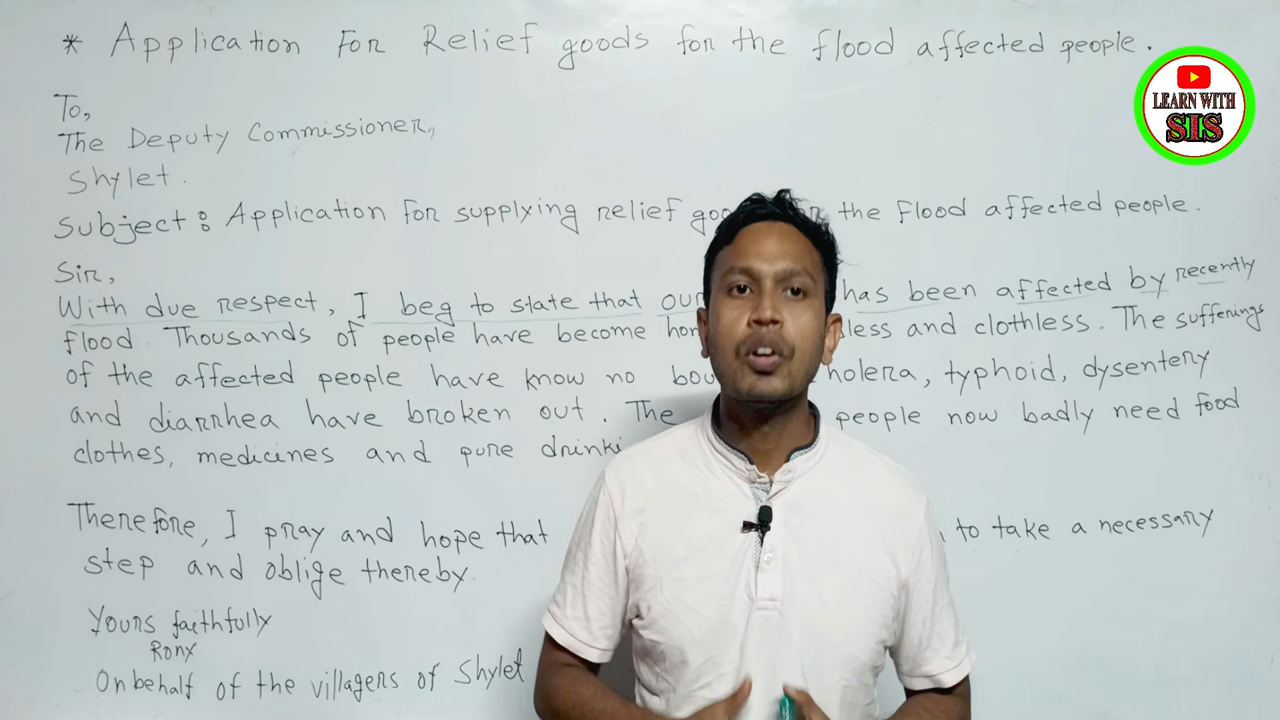 * Application For Relief goods for the flood affected people.
LEARN WITH
SIS
To,
The Deputy Commissioner,
Shylet.
Subject: Application For supplying relief the Flood affected people.
Sir,
With due respect, I beg to state that our has been affected by recently
flood. Thousands of people have become less and clothless. The sufferings
of the affected people have know no typhoid, dysentery
and diarrhea have broken out. The people now badly need food
clothes, medicines and pure
Therefore, I pray and hope that to take a necessary
step and oblige thereby.
Yours faithfully
Rony
On behalf of the villagers of Shylet